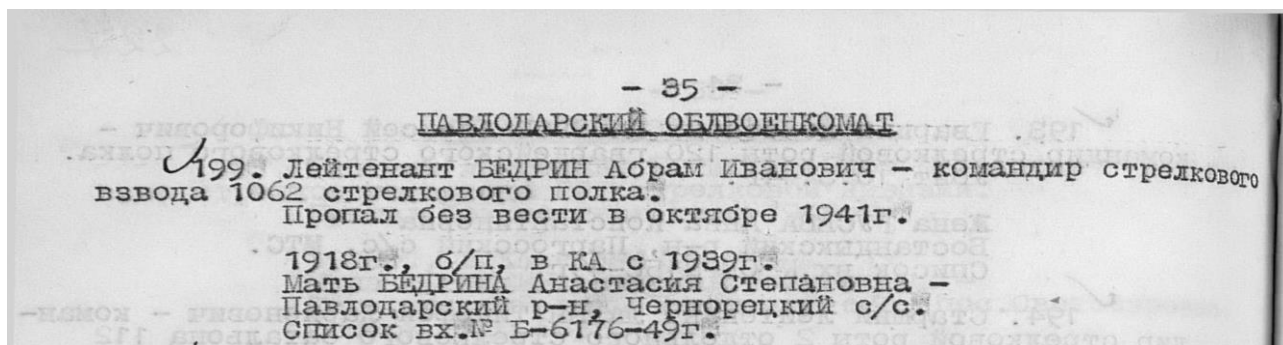 - 35 -
ПАВЛОДАРСКИЙ ОБЛВОЕНКОМАТ
199. Лейтенант БЕДРИН Абрам Иванович - командир стрелкового
взвода 1062 стрелкового полка.
Пропал без вести в октябре 1941г.
1918г., б/п, в КА с 1939г.
Мать БЕДРИНА Анастасия Степановна -
Павлодарский р-н, Чернорецкий с/с.
Список вх.№ Б-6176-49г.